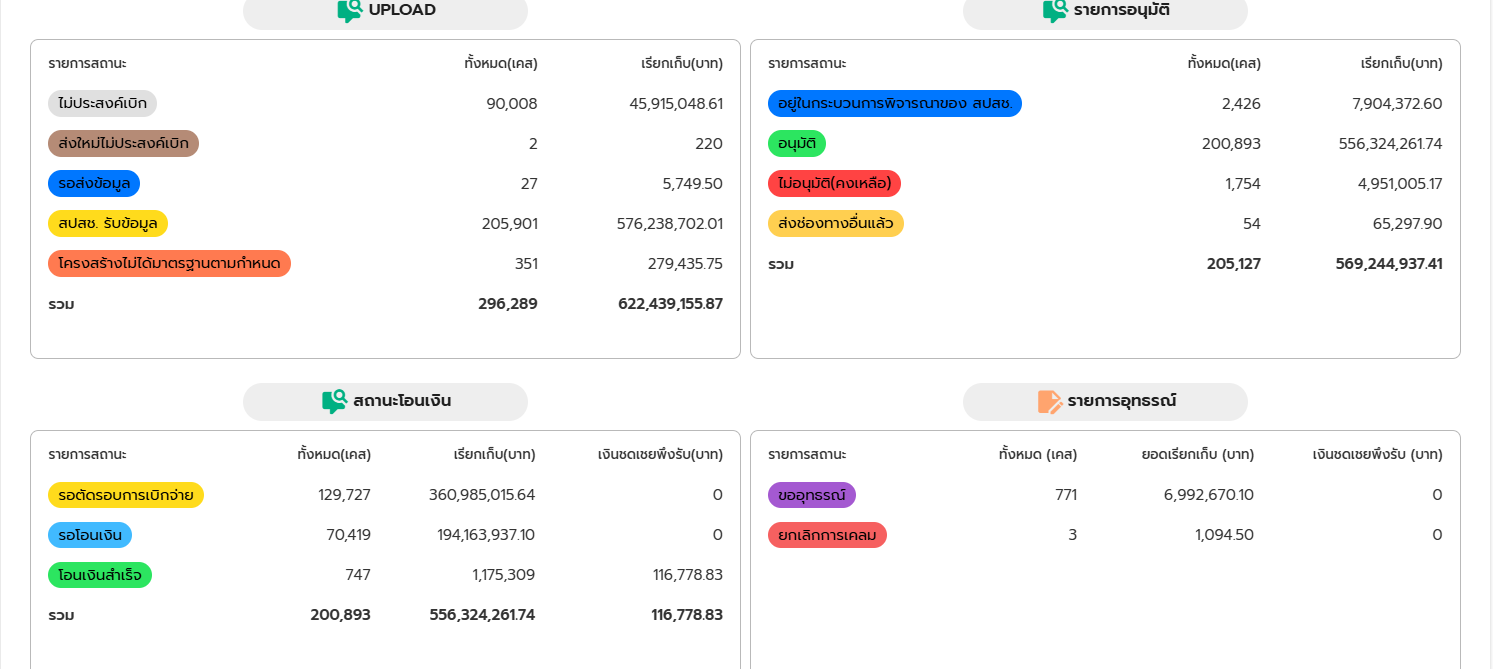 UPLOAD
รายการสถานะ ทั้งหมด(เคส) เรียกเก็บ(บาท)
ไม่ประสงค์เบิก 90,008 45,915,048.61
ส่งใหม่ไม่ประสงค์เบิก 2 220
รอส่งข้อมูล 27 5,749.50
สปสช. รับข้อมูล 205,901 576,238,702.01
โครงสร้างไม่ได้มาตรฐานตามกำหนด 351 279,435.75
รวม 296,289 622,439,155.87
รายการอนุมัติ
รายการสถานะ ทั้งหมด(เคส) เรียกเก็บ(บาท)
อยู่ในกระบวนการพิจารณาของ สปสช. 2,426 7,904,372.60
อนุมัติ 200,893 556,324,261.74
ไม่อนุมัติ(คงเหลือ) 1,754 4,951,005.17
ส่งช่องทางอื่นแล้ว 54 65,297.90
รวม 205,127 569,244,937.41
สถานะโอนเงิน
รายการสถานะ ทั้งหมด(เคส) เรียกเก็บ(บาท) เงินชดเชยพึงรับ(บาท)
รอตัดรอบการเบิกจ่าย 129,727 360,985,015.64 0
รอโอนเงิน 70,419 194,163,937.10 0
โอนเงินสำเร็จ 747 1,175,309 116,778.83
รวม 200,893 556,324,261.74 116,778.83
รายการอุทธรณ์
รายการสถานะ ทั้งหมด (เคส) ยอดเรียกเก็บ (บาท) เงินชดเชยพึงรับ (บาท)
ขออุทธรณ์ 771 6,992,670.10 0
ยกเลิกการเคลม 3 1,094.50 0